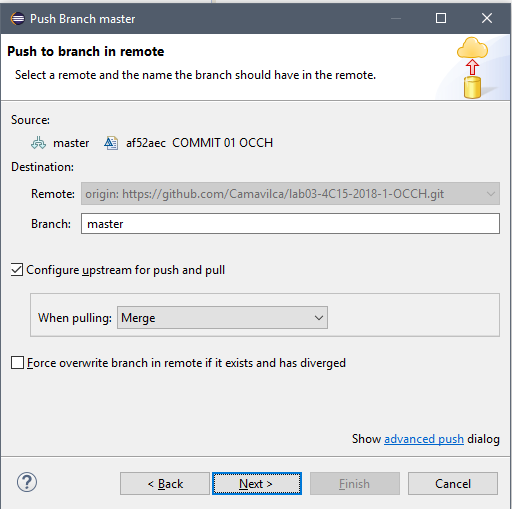 Push Branch master
Push to branch in remote
Select a remote and the name the branch should have in the remote.
Source:
master af52aec COMMIT 01 OCCH
Destination:
Remote: origin: https://github.com/Camavilca/lab03-4C15-2018-1-OCCH.git
Branch: master
Configure upstream for push and pull
When pulling: Merge
Force overwrite branch in remote if it exists and has diverged
Show advanced push dialog
? < Back Next > Finish Cancel